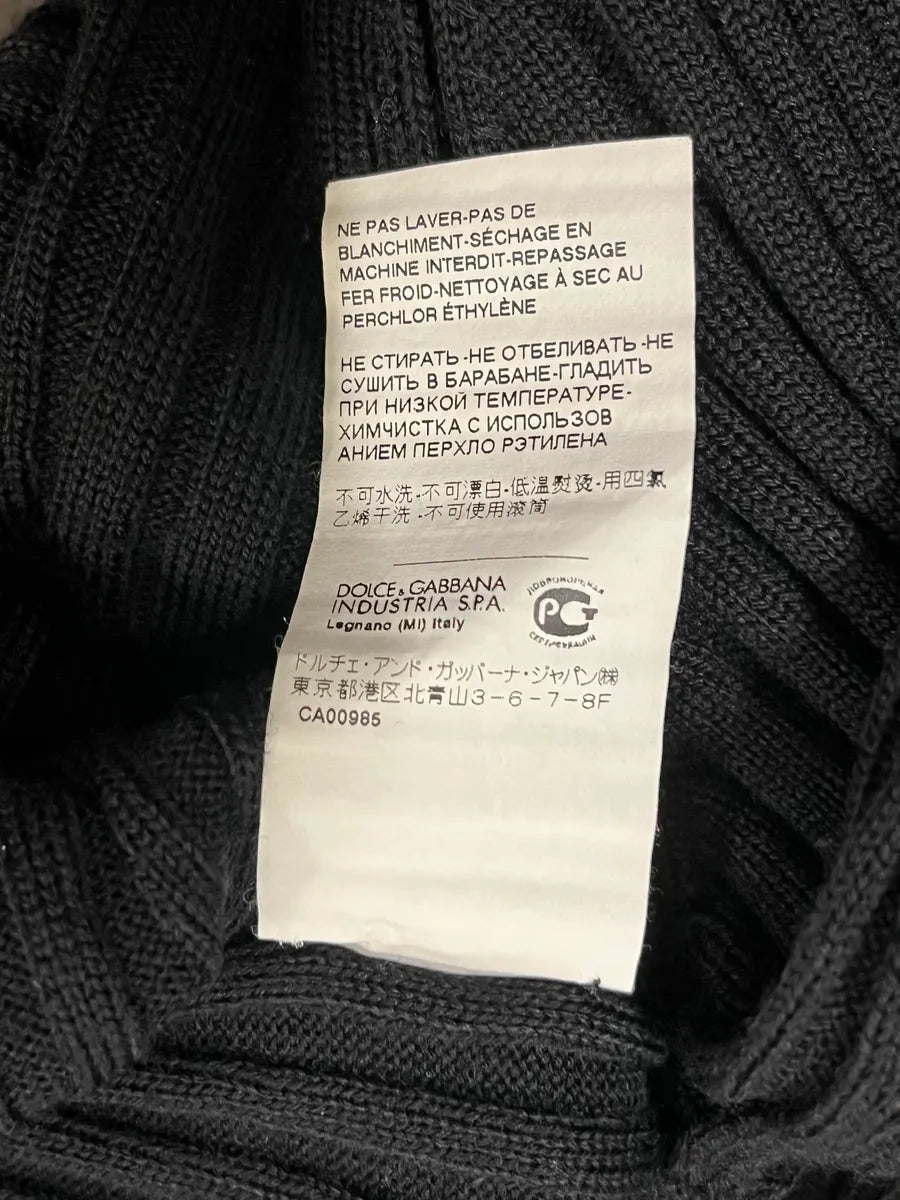 NE PAS LAVER-PAS DE
BLANCHIMENT-SÉCHAGE EN
MACHINE INTERDIT-REPASSAGE
FER FROID-NETTOYAGE À SEC AU
PERCHLOR ÉTHYLÈNE
НЕ СТИРАТЬ-НЕ ОТБЕЛИВАТЬ-НЕ
СУШИТЬ В БАРАБАНЕ-ГЛАДИТЬ
ПРИ НИЗКОЙ ТЕМПЕРАТУРЕ-
ХИМЧИСТКА С ИСПОЛЬЗОВ
АНИЕМ ПЕРХЛО РЭТИЛЕНА
不可水洗-不可漂白-低溫熨燙-用四氯
乙烯干洗-不可使用滾筒
DOLCE & GABBANA
INDUSTRIA S.P.A.
Legnano (MI) Italy
РСТ
ドルチェ・アンド・ガッバーナ・ジャパン㈱
東京都港区北青山3-6-7-8F
CA00985